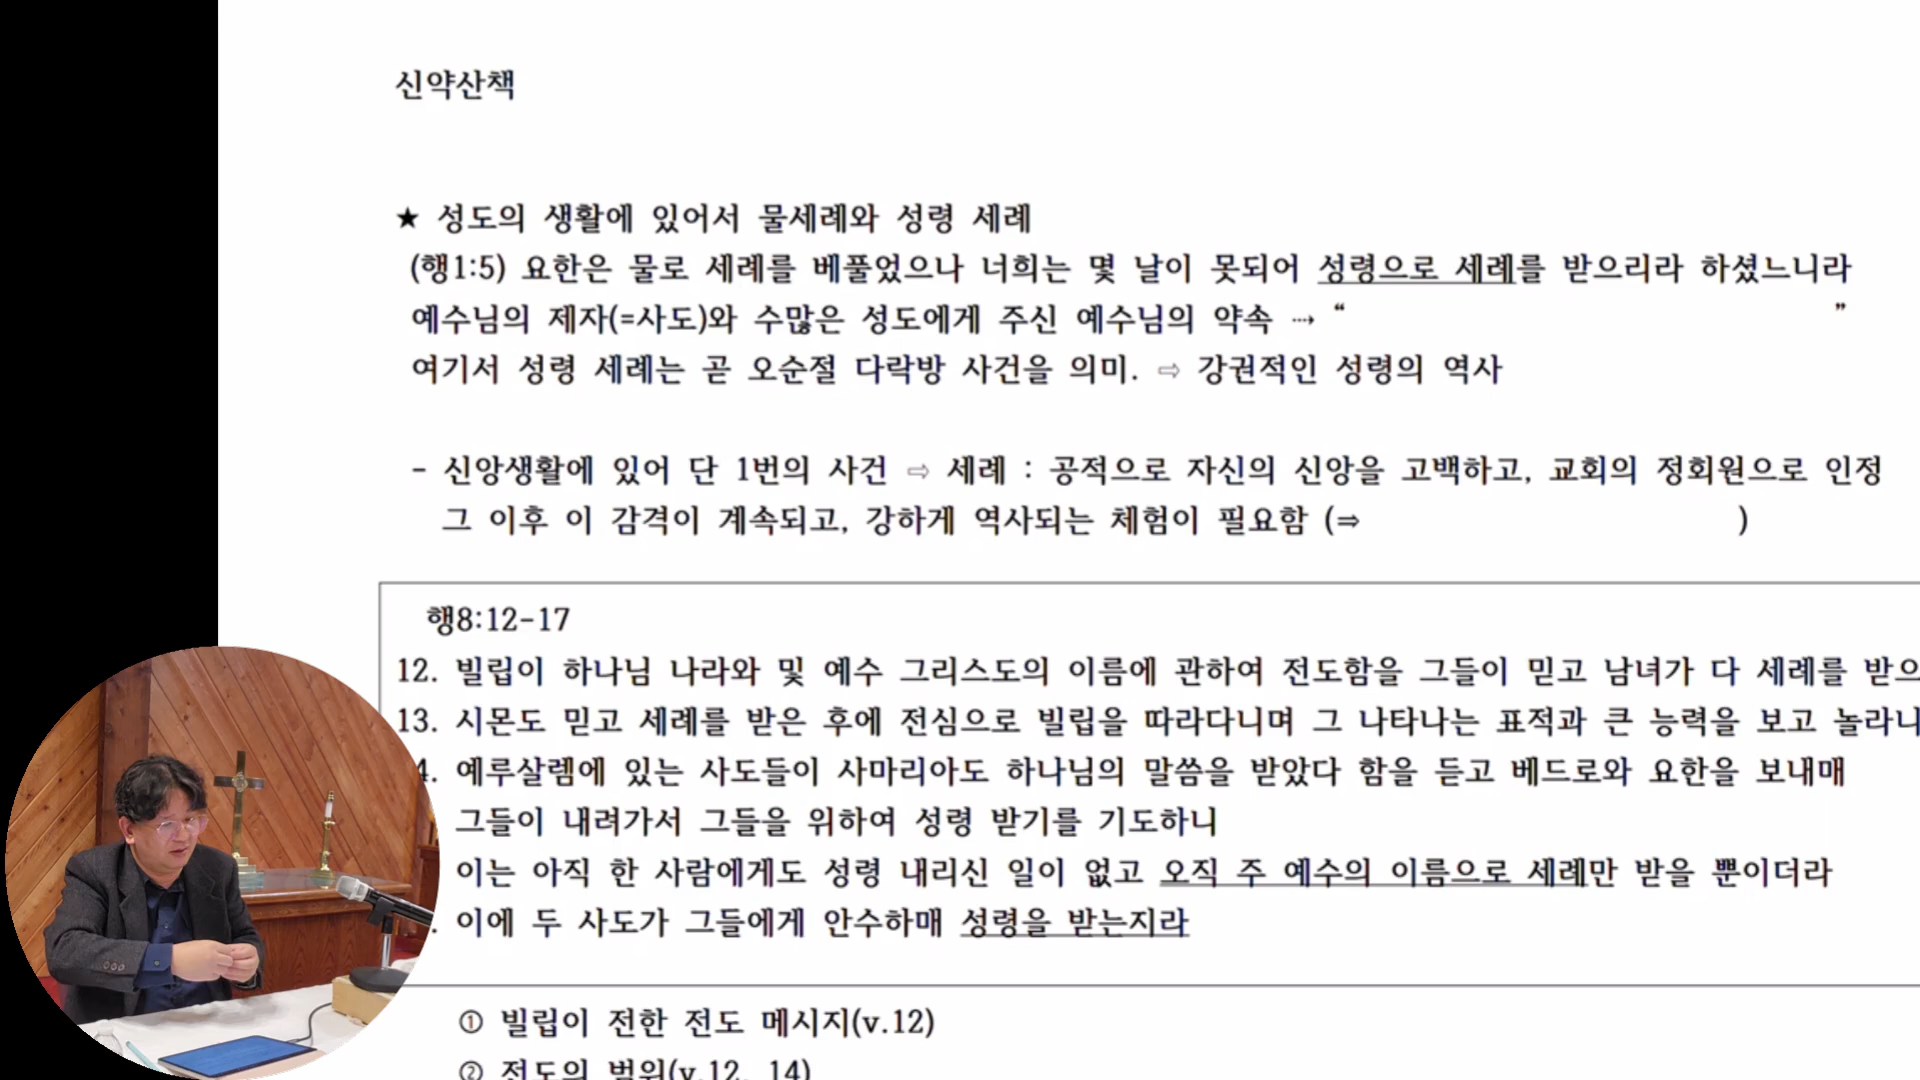 신약산책
★ 성도의 생활에 있어서 물세례와 성령 세례
(행1:5) 요한은 물로 세례를 베풀었으나 너희는 몇 날이 못되어 성령으로 세례를 받으리라 하셨느니라
예수님의 제자(=사도)와 수많은 성도에게 주신 예수님의 약속 ⇢ “ ”
여기서 성령 세례는 곧 오순절 다락방 사건을 의미. ⇨ 강권적인 성령의 역사
- 신앙생활에 있어 단 1번의 사건 ⇨ 세례 : 공적으로 자신의 신앙을 고백하고, 교회의 정회원으로 인정
그 이후 이 감격이 계속되고, 강하게 역사되는 체험이 필요함 (⇒ )
행8:12-17
12. 빌립이 하나님 나라와 및 예수 그리스도의 이름에 관하여 전도함을 그들이 믿고 남녀가 다 세례를 받으
13. 시몬도 믿고 세례를 받은 후에 전심으로 빌립을 따라다니며 그 나타나는 표적과 큰 능력을 보고 놀라니
4. 예루살렘에 있는 사도들이 사마리아도 하나님의 말씀을 받았다 함을 듣고 베드로와 요한을 보내매
그들이 내려가서 그들을 위하여 성령 받기를 기도하니
이는 아직 한 사람에게도 성령 내리신 일이 없고 오직 주 예수의 이름으로 세례만 받을 뿐이더라
. 이에 두 사도가 그들에게 안수하매 성령을 받는지라
① 빌립이 전한 전도 메시지(v.12)
② 전도의 범위(v.12, 14)